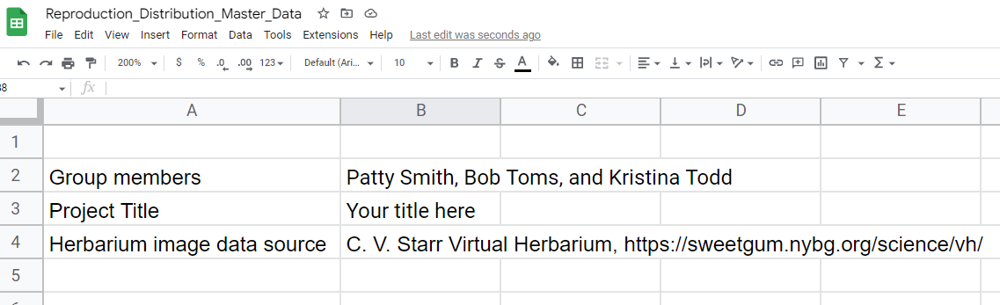 Reproduction_Distribution_Master_Data
File Edit View Insert Format Data Tools Extensions Help Last edit was seconds ago
200% $ % .0 .00 123 Default (Ari... 10 B I S A
fx
A B C D E
1
2 Group members Patty Smith, Bob Toms, and Kristina Todd
3 Project Title Your title here
4 Herbarium image data source C. V. Starr Virtual Herbarium, https://sweetgum.nybg.org/science/vh/
5